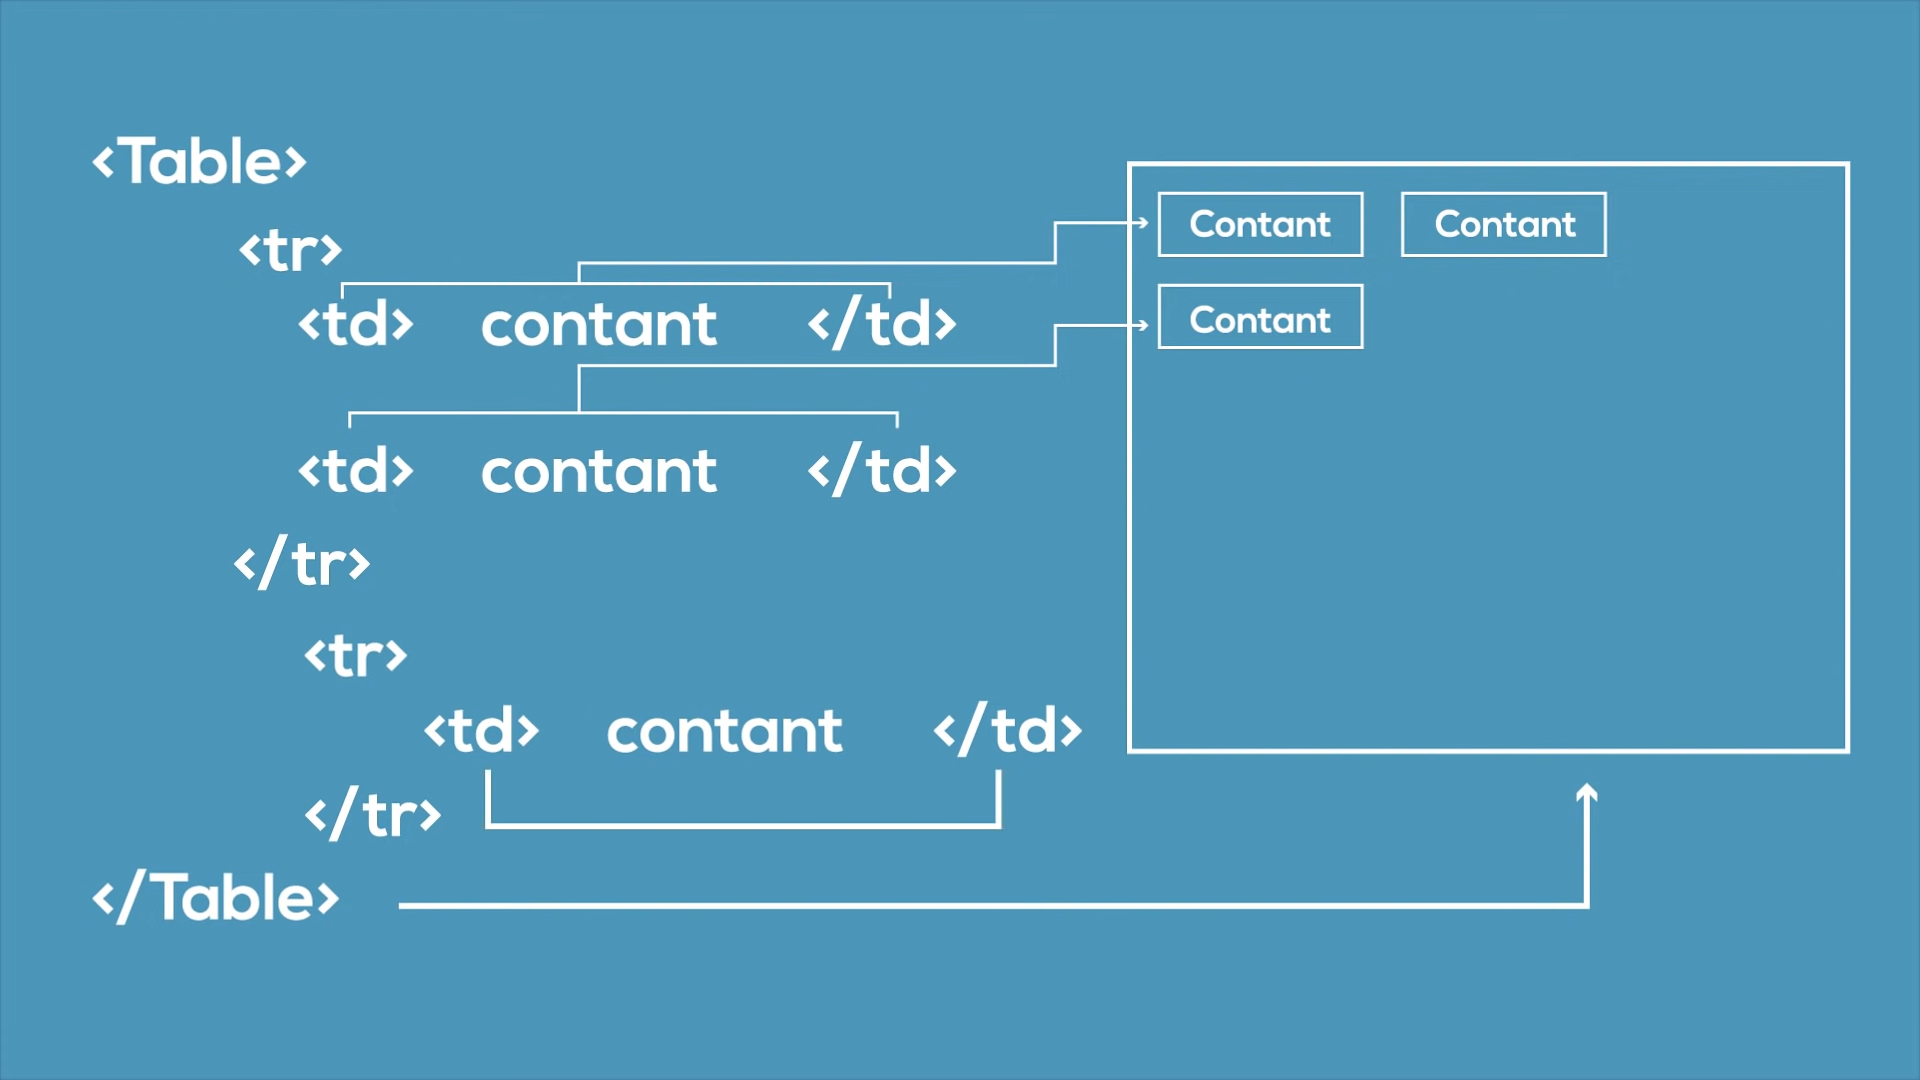 <Table>
<tr>
<td> contant </td>
<td> contant </td>
</tr>
<tr>
<td> contant </td>
</tr>
</Table>
Contant Contant
Contant